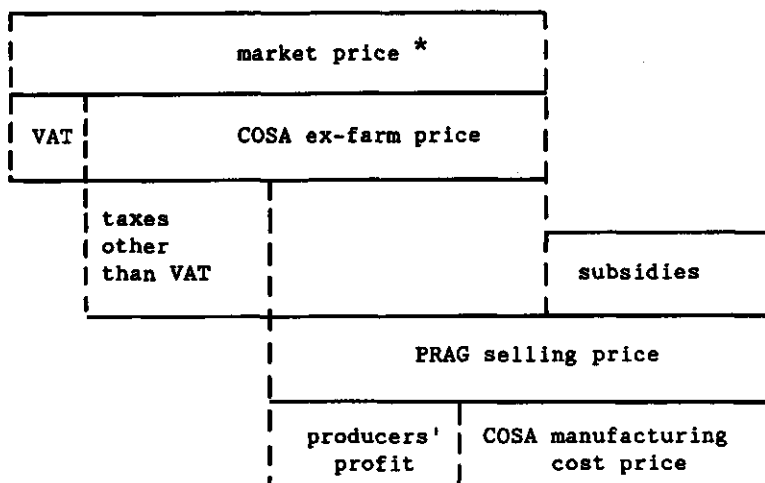 market price *
VAT
COSA ex-farm price
taxes
other
than VAT
subsidies
PRAG selling price
producers'
profit
COSA manufacturing
cost price